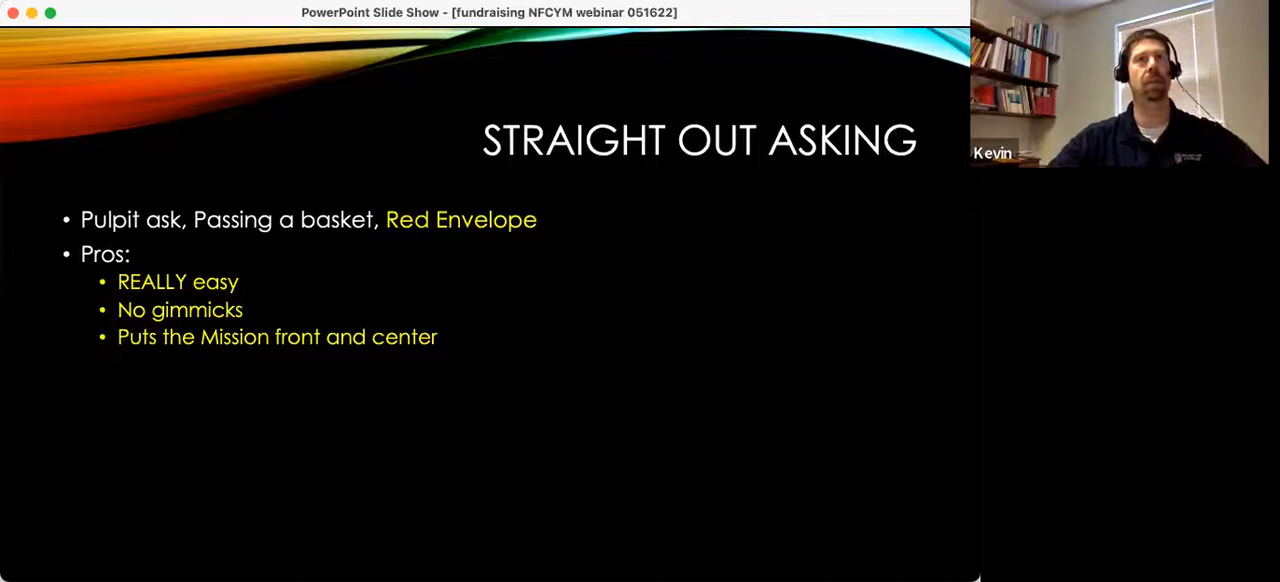 PowerPoint Slide Show - [fundraising NFCYM webinar 051622]
STRAIGHT OUT ASKING
Kevin
• Pulpit ask, Passing a basket, Red Envelope
• Pros:
• REALLY easy
• No gimmicks
• Puts the Mission front and center